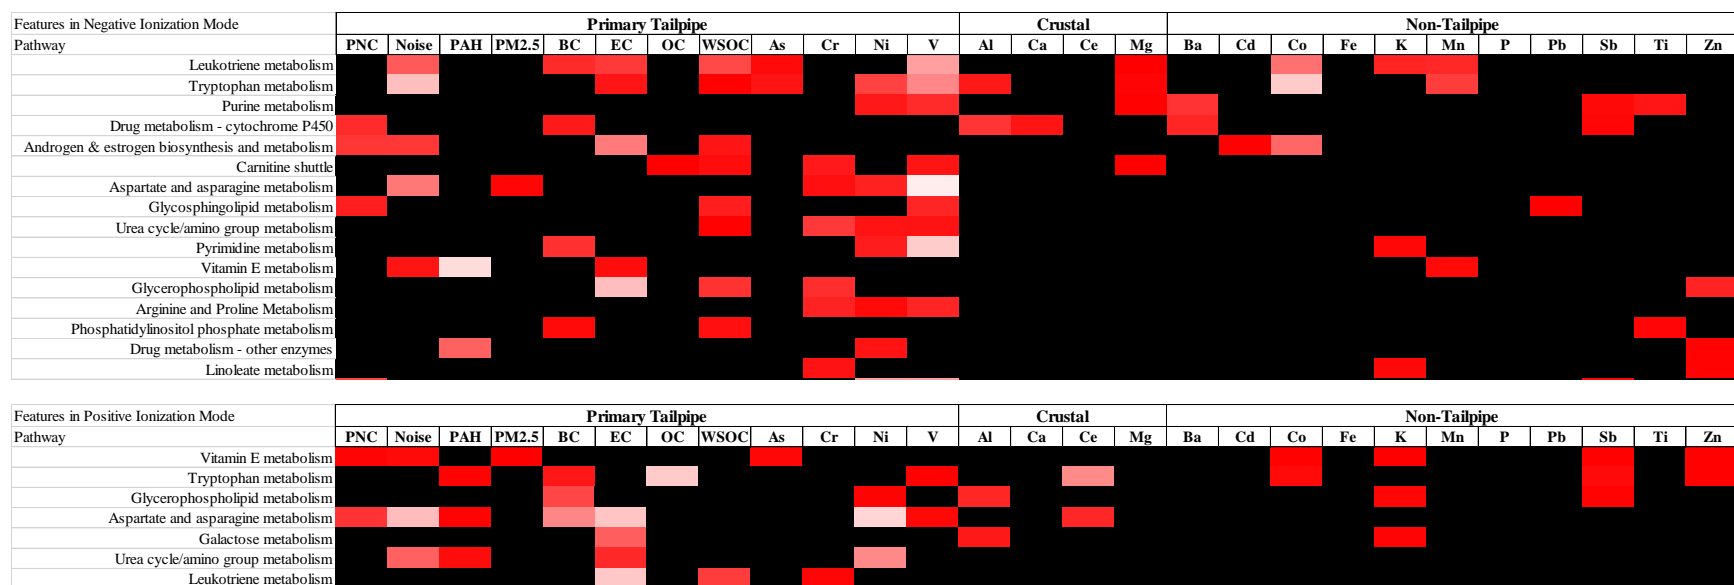 Features in Negative Ionization Mode Primary Tailpipe Crustal Non-Tailpipe
Pathway PNC Noise PAH PM2.5 BC EC OC WSOC As Cr Ni V Al Ca Ce Mg Ba Cd Co Fe K Mn P Pb Sb Ti Zn
Leukotriene metabolism
Tryptophan metabolism
Purine metabolism
Drug metabolism - cytochrome P450
Androgen & estrogen biosynthesis and metabolism
Carnitine shuttle
Aspartate and asparagine metabolism
Glycosphingolipid metabolism
Urea cycle/amino group metabolism
Pyrimidine metabolism
Vitamin E metabolism
Glycerophospholipid metabolism
Arginine and Proline Metabolism
Phosphatidylinositol phosphate metabolism
Drug metabolism - other enzymes
Linoleate metabolism
Features in Positive Ionization Mode Primary Tailpipe Crustal Non-Tailpipe
Pathway PNC Noise PAH PM2.5 BC EC OC WSOC As Cr Ni V Al Ca Ce Mg Ba Cd Co Fe K Mn P Pb Sb Ti Zn
Vitamin E metabolism
Tryptophan metabolism
Glycerophospholipid metabolism
Aspartate and asparagine metabolism
Galactose metabolism
Urea cycle/amino group metabolism
Leukotriene metabolism